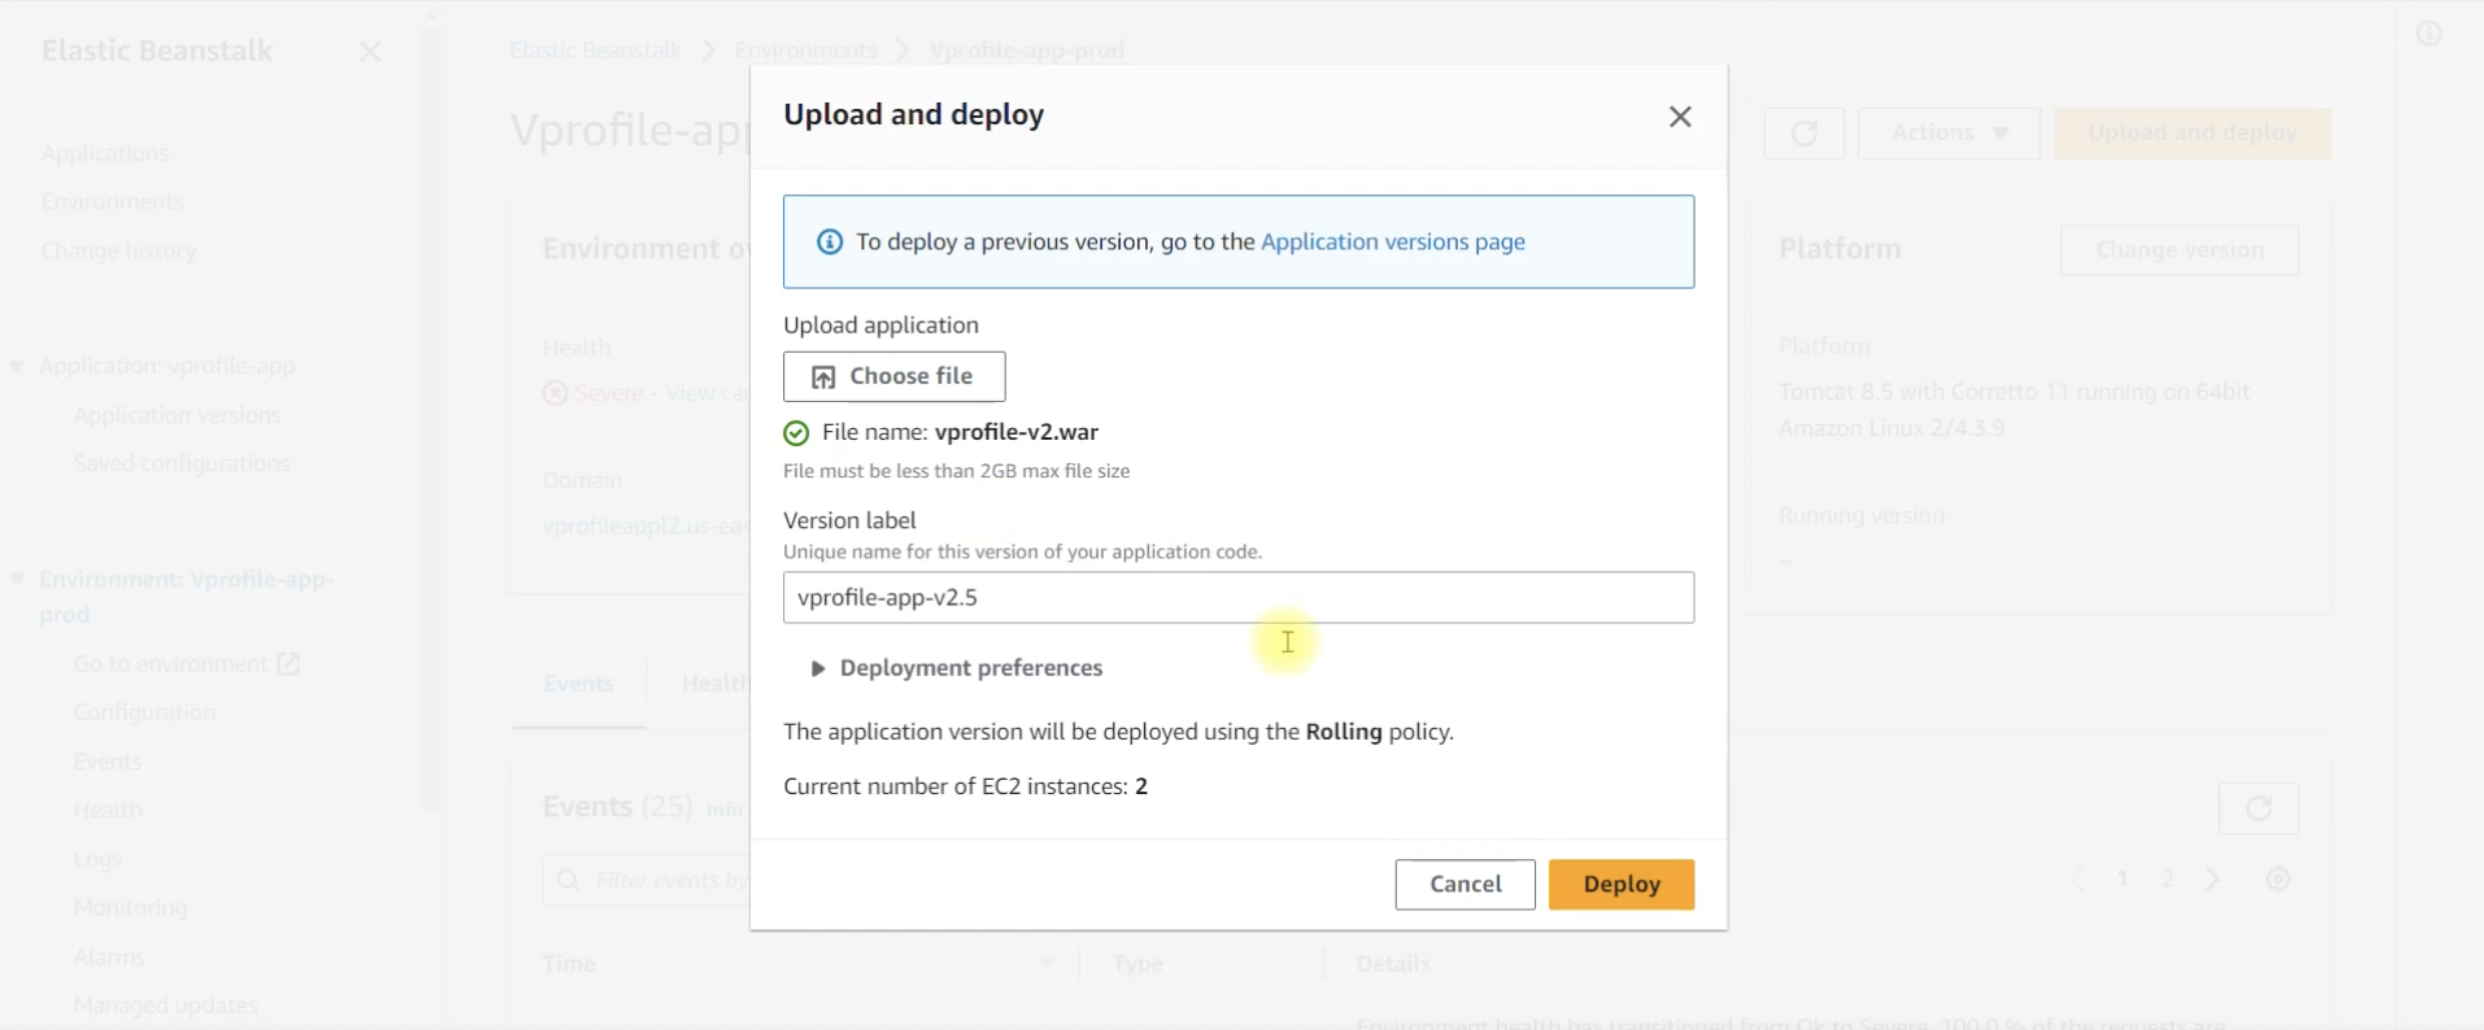 Elastic Beanstalk
Elastic Beanstalk > Environments > Vprofile-app-prod
Applications
Environments
Change history
Application: vprofile-app
Application versions
Saved configurations
Environment: Vprofile-app-
prod
Go to environment
Configuration
Events
Health
Logs
Monitoring
Alarms
Managed updates
Actions
Upload and deploy
Health
Severe - View
Domain
Events
Events (25) Info
Filter events by
Time
Type
Details
Platform
Change version
Platform
Tomcat 8.5 with Corretto 11 running on 64bit
Amazon Linux 2/4.3.9
Running version
–
1 2
Upload and deploy
To deploy a previous version, go to the Application versions page
Upload application
Choose file
File name: vprofile-v2.war
File must be less than 2GB max file size
Version label
Unique name for this version of your application code.
vprofile-app-v2.5
Deployment preferences
The application version will be deployed using the Rolling policy.
Current number of EC2 instances: 2
Cancel
Deploy
Environment health has transitioned from Ok to Severe. 100.0 % of the requests are